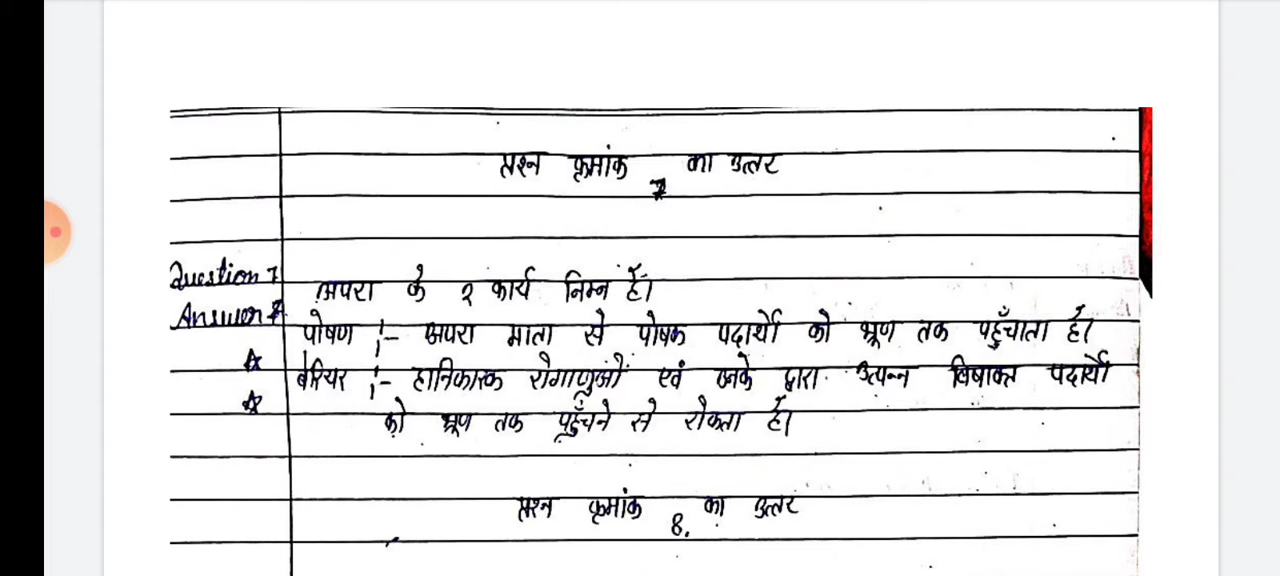 प्रश्न क्रमांक 7 का उत्तर
Question 7
अपरा के २ कार्य निम्न हैं।
Answer 7
पोषण :- अपरा माता से पोषक पदार्थो को भ्रूण तक पहुँचाता है।
☆ बेरियर :- हानिकारक रोगाणुओं एवं उनके द्वारा उत्पन्न विषाक्त पदार्थों
☆ को भ्रूण तक पहुँचने से रोकता है।
प्रश्न क्रमांक 8. का उत्तर